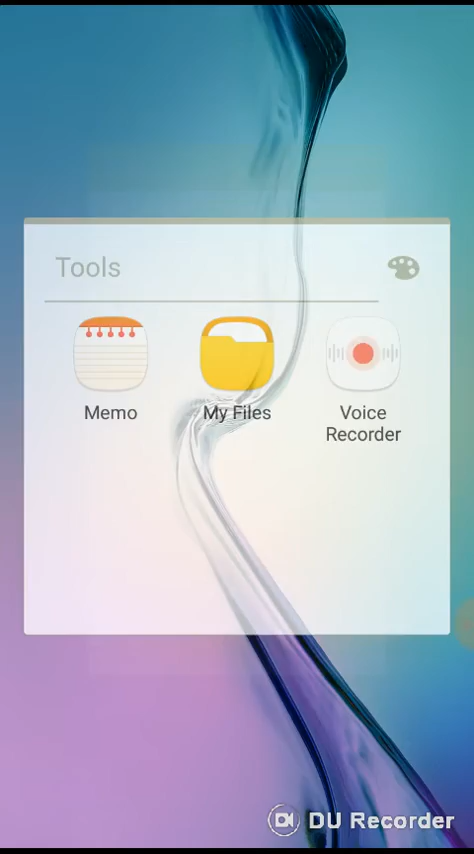 Tools
Memo
My Files
Voice
Recorder
DU Recorder